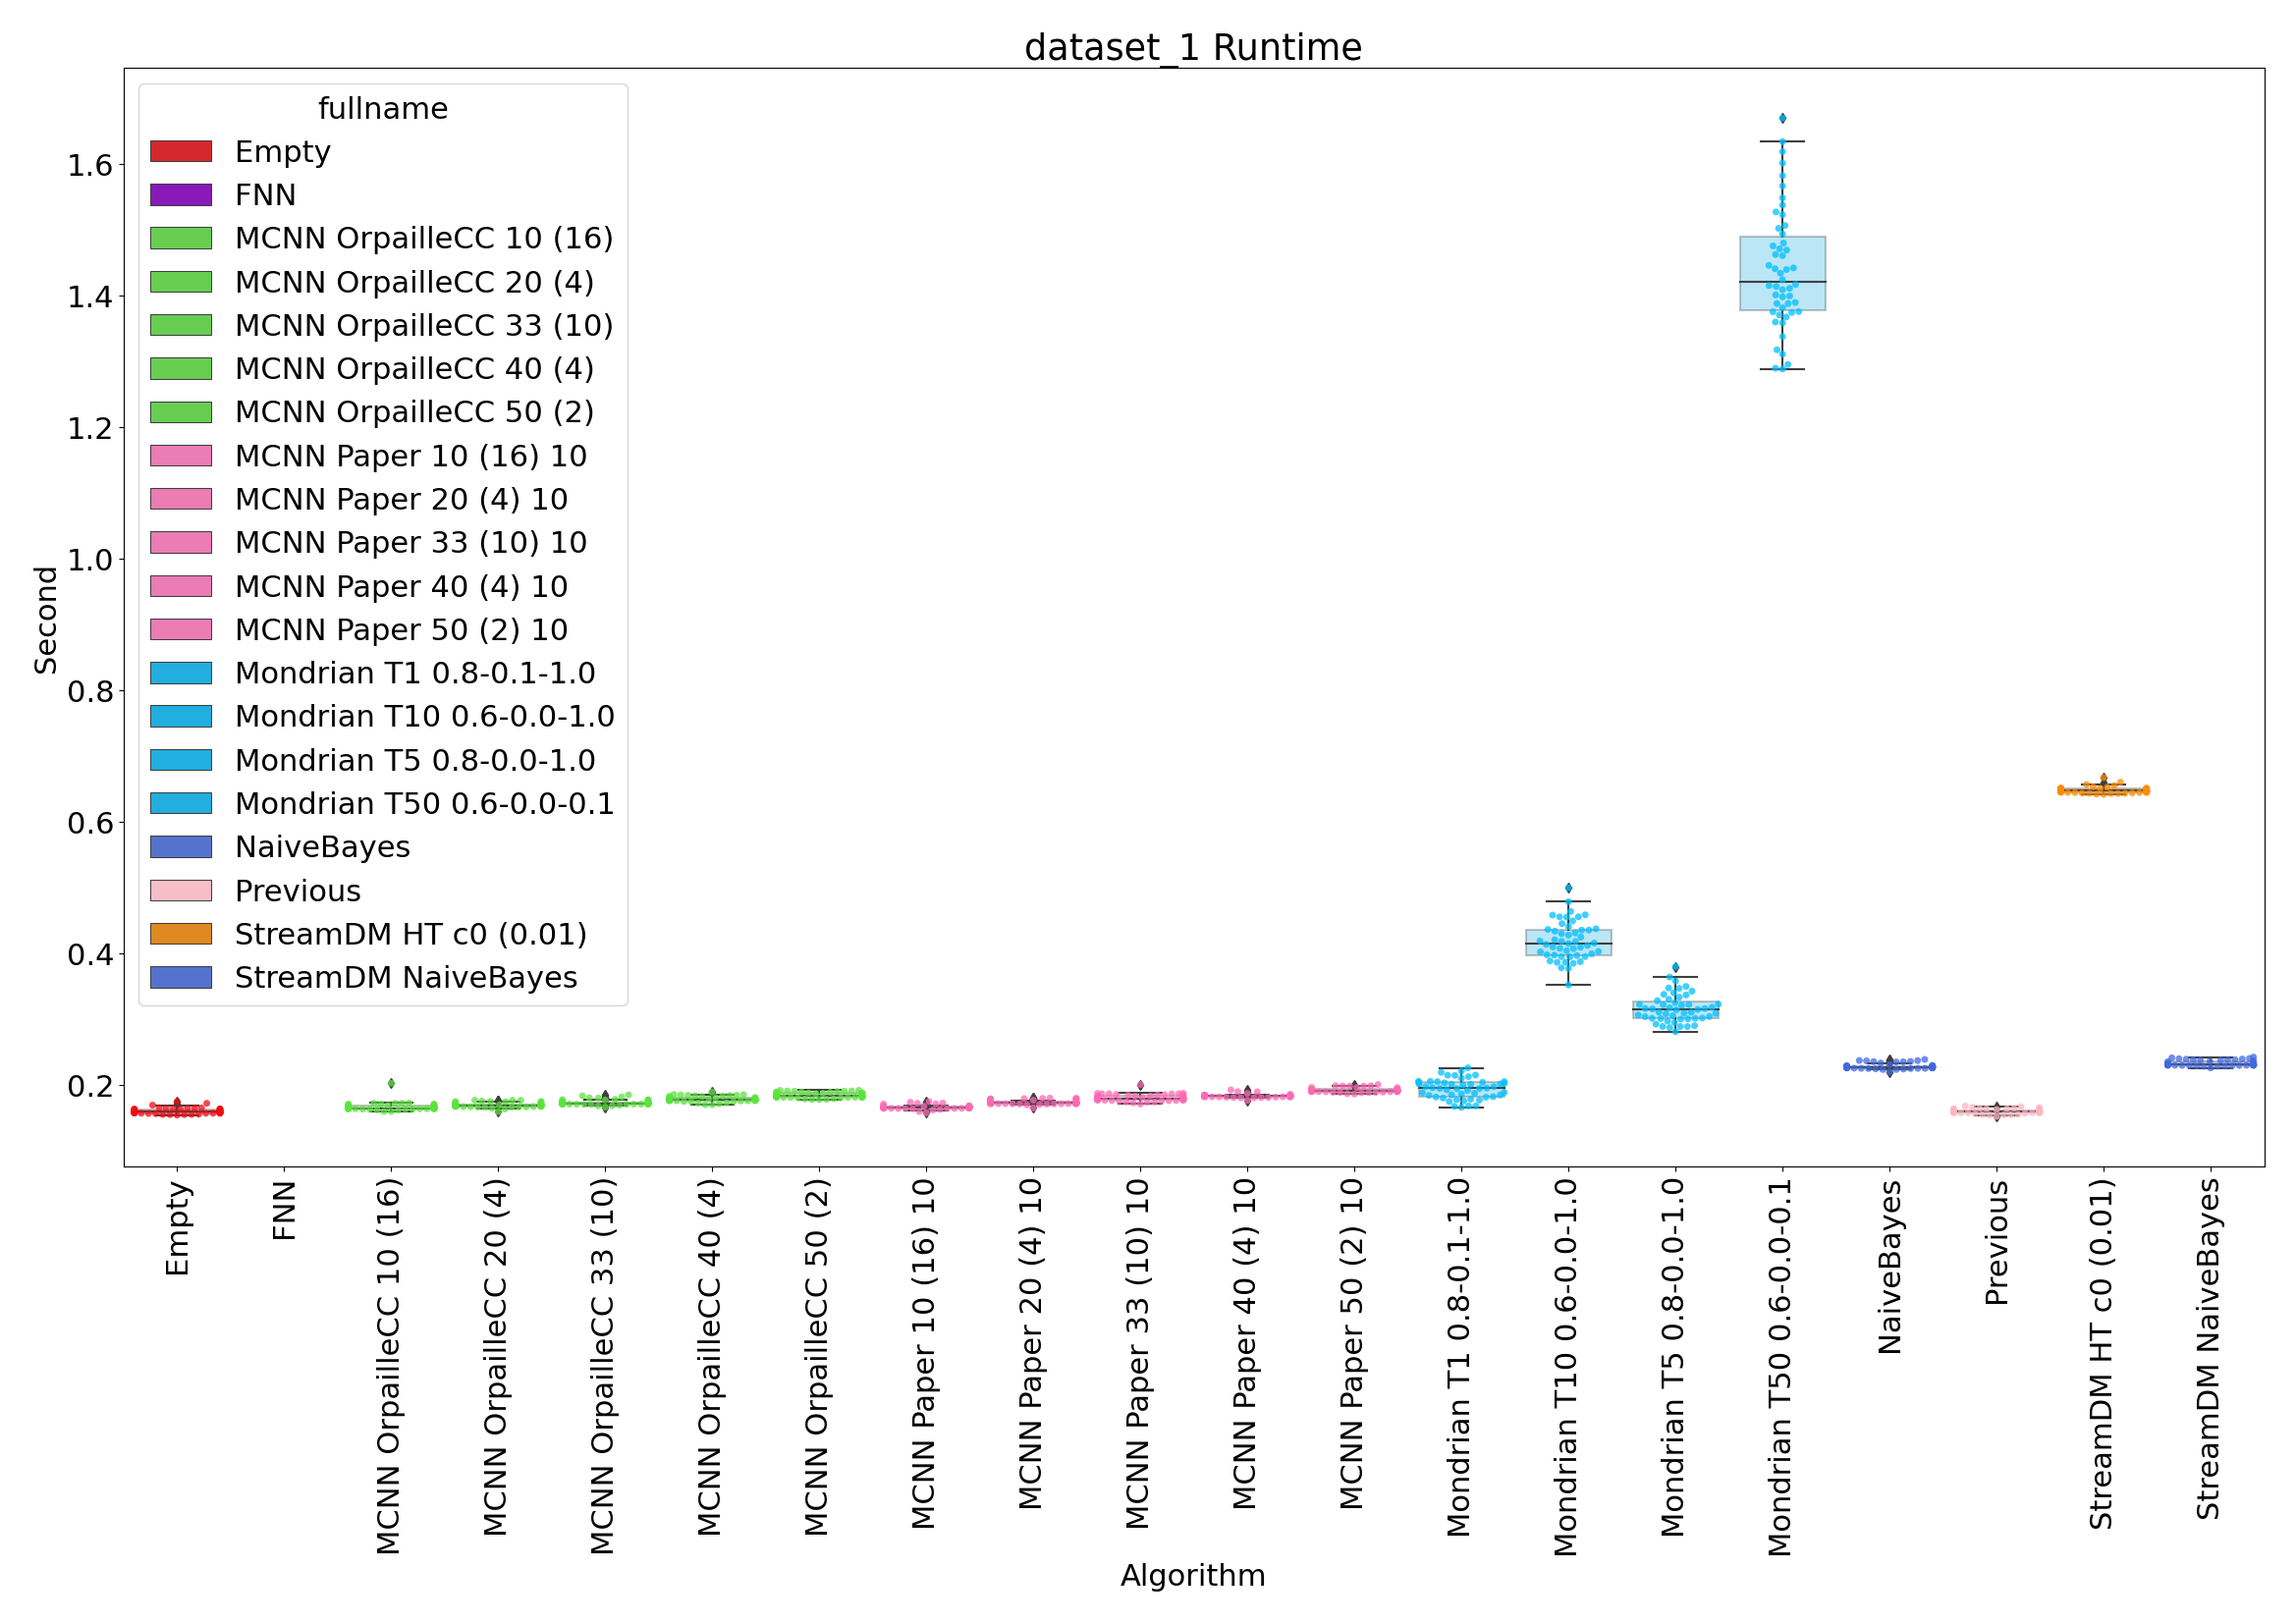 dataset_1 Runtime
fullname
Empty
FNN
MCNN OrpailleCC 10 (16)
MCNN OrpailleCC 20 (4)
MCNN OrpailleCC 33 (10)
MCNN OrpailleCC 40 (4)
MCNN OrpailleCC 50 (2)
MCNN Paper 10 (16) 10
MCNN Paper 20 (4) 10
MCNN Paper 33 (10) 10
MCNN Paper 40 (4) 10
MCNN Paper 50 (2) 10
Mondrian T1 0.8-0.1-1.0
Mondrian T10 0.6-0.0-1.0
Mondrian T5 0.8-0.0-1.0
Mondrian T50 0.6-0.0-0.1
NaiveBayes
Previous
StreamDM HT c0 (0.01)
StreamDM NaiveBayes
Second
1.6
1.4
1.2
1.0
0.8
0.6
0.4
0.2
Empty
FNN
MCNN OrpailleCC 10 (16)
MCNN OrpailleCC 20 (4)
MCNN OrpailleCC 33 (10)
MCNN OrpailleCC 40 (4)
MCNN OrpailleCC 50 (2)
MCNN Paper 10 (16) 10
MCNN Paper 20 (4) 10
MCNN Paper 33 (10) 10
MCNN Paper 40 (4) 10
MCNN Paper 50 (2) 10
Mondrian T1 0.8-0.1-1.0
Mondrian T10 0.6-0.0-1.0
Mondrian T5 0.8-0.0-1.0
Mondrian T50 0.6-0.0-0.1
NaiveBayes
Previous
StreamDM HT c0 (0.01)
StreamDM NaiveBayes
Algorithm